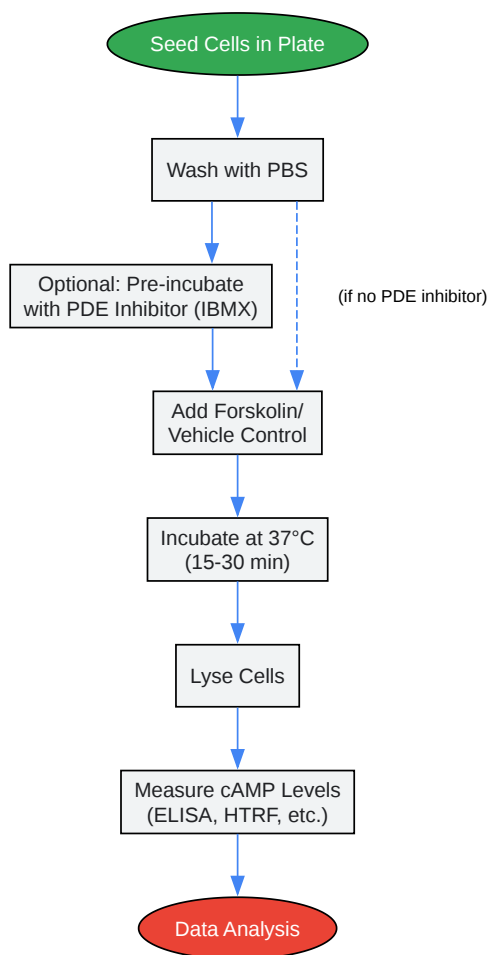 Seed Cells in Plate
Wash with PBS
Optional: Pre-incubate
with PDE Inhibitor (IBMX)
(if no PDE inhibitor)
Add Forskolin/
Vehicle Control
Incubate at 37°C
(15-30 min)
Lyse Cells
Measure cAMP Levels
(ELISA, HTRF, etc.)
Data Analysis